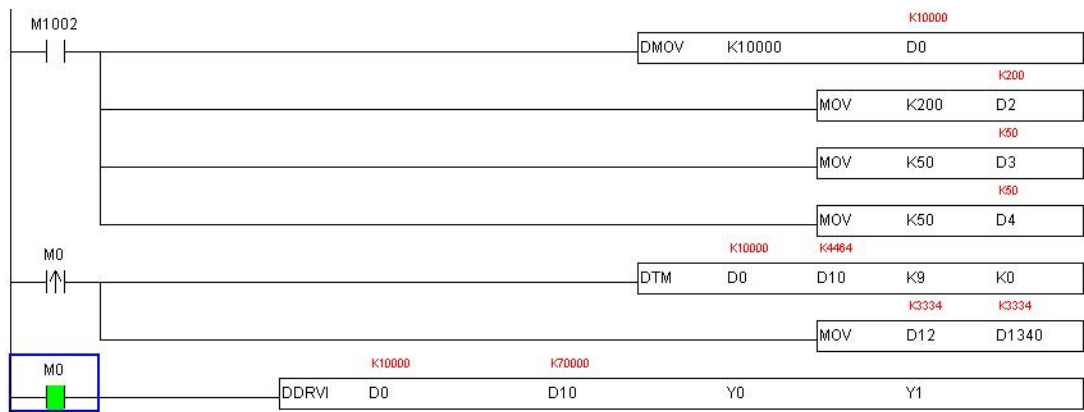 M1002
K10000
DMOV K10000 D0
K200
MOV K200 D2
K50
MOV K50 D3
K50
MOV K50 D4
M0
K10000 K4464
DTM D0 D10 K9 K0
K3334 K3334
MOV D12 D1340
M0
K10000 K70000
DDRVI D0 D10 Y0 Y1